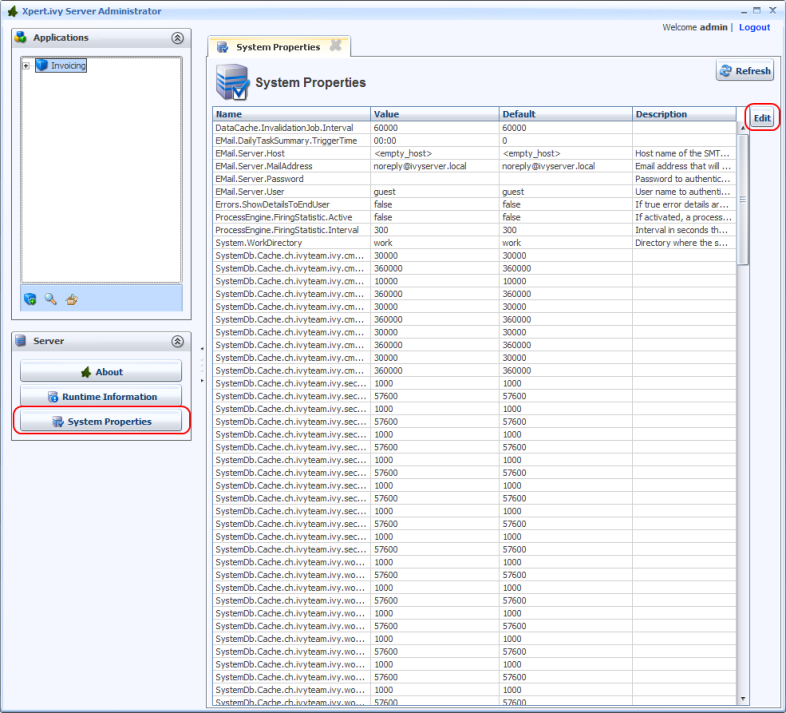 Xpert.ivy Server Administrator
Welcome admin | Logout
Applications
Invoicing
Server
About
Runtime Information
System Properties
System Properties
System Properties
Refresh
Edit
Name Value Default Description
DataCache.InvalidationJob.Interval 60000 60000
EMail.DailyTaskSummary.TriggerTime 00:00 0
EMail.Server.Host <empty_host> <empty_host> Host name of the SMT...
EMail.Server.MailAddress noreply@ivyserver.local noreply@ivyserver.local Email address that will ...
EMail.Server.Password Password to authentic...
EMail.Server.User guest guest User name to authenti...
Errors.ShowDetailsToEndUser false false If true error details ar...
ProcessEngine.FiringStatistic.Active false false If activated, a process...
ProcessEngine.FiringStatistic.Interval 300 300 Interval in seconds th...
System.WorkDirectory work work Directory where the s...
SystemDb.Cache.ch.ivyteam.ivy.cm... 30000 30000
SystemDb.Cache.ch.ivyteam.ivy.cm... 360000 360000
SystemDb.Cache.ch.ivyteam.ivy.cm... 10000 10000
SystemDb.Cache.ch.ivyteam.ivy.cm... 360000 360000
SystemDb.Cache.ch.ivyteam.ivy.cm... 30000 30000
SystemDb.Cache.ch.ivyteam.ivy.cm... 360000 360000
SystemDb.Cache.ch.ivyteam.ivy.cm... 30000 30000
SystemDb.Cache.ch.ivyteam.ivy.cm... 360000 360000
SystemDb.Cache.ch.ivyteam.ivy.cm... 30000 30000
SystemDb.Cache.ch.ivyteam.ivy.cm... 360000 360000
SystemDb.Cache.ch.ivyteam.ivy.sec... 1000 1000
SystemDb.Cache.ch.ivyteam.ivy.sec... 57600 57600
SystemDb.Cache.ch.ivyteam.ivy.sec... 1000 1000
SystemDb.Cache.ch.ivyteam.ivy.sec... 57600 57600
SystemDb.Cache.ch.ivyteam.ivy.sec... 1000 1000
SystemDb.Cache.ch.ivyteam.ivy.sec... 57600 57600
SystemDb.Cache.ch.ivyteam.ivy.sec... 1000 1000
SystemDb.Cache.ch.ivyteam.ivy.sec... 57600 57600
SystemDb.Cache.ch.ivyteam.ivy.sec... 1000 1000
SystemDb.Cache.ch.ivyteam.ivy.sec... 57600 57600
SystemDb.Cache.ch.ivyteam.ivy.sec... 1000 1000
SystemDb.Cache.ch.ivyteam.ivy.sec... 57600 57600
SystemDb.Cache.ch.ivyteam.ivy.sec... 1000 1000
SystemDb.Cache.ch.ivyteam.ivy.sec... 57600 57600
SystemDb.Cache.ch.ivyteam.ivy.wo... 1000 1000
SystemDb.Cache.ch.ivyteam.ivy.wo... 57600 57600
SystemDb.Cache.ch.ivyteam.ivy.wo... 1000 1000
SystemDb.Cache.ch.ivyteam.ivy.wo... 57600 57600
SystemDb.Cache.ch.ivyteam.ivy.wo... 1000 1000
SystemDb.Cache.ch.ivyteam.ivy.wo... 57600 57600
SystemDb.Cache.ch.ivyteam.ivy.wo... 1000 1000
SystemDb.Cache.ch.ivyteam.ivy.wo... 57600 57600
SystemDb.Cache.ch.ivyteam.ivy.wo... 1000 1000
SystemDb.Cache.ch.ivyteam.ivy.wo... 57600 57600
SystemDb.Cache.ch.ivyteam.ivy.wo... 1000 1000
SystemDb.Cache.ch.ivyteam.ivy.wo... 57600 57600